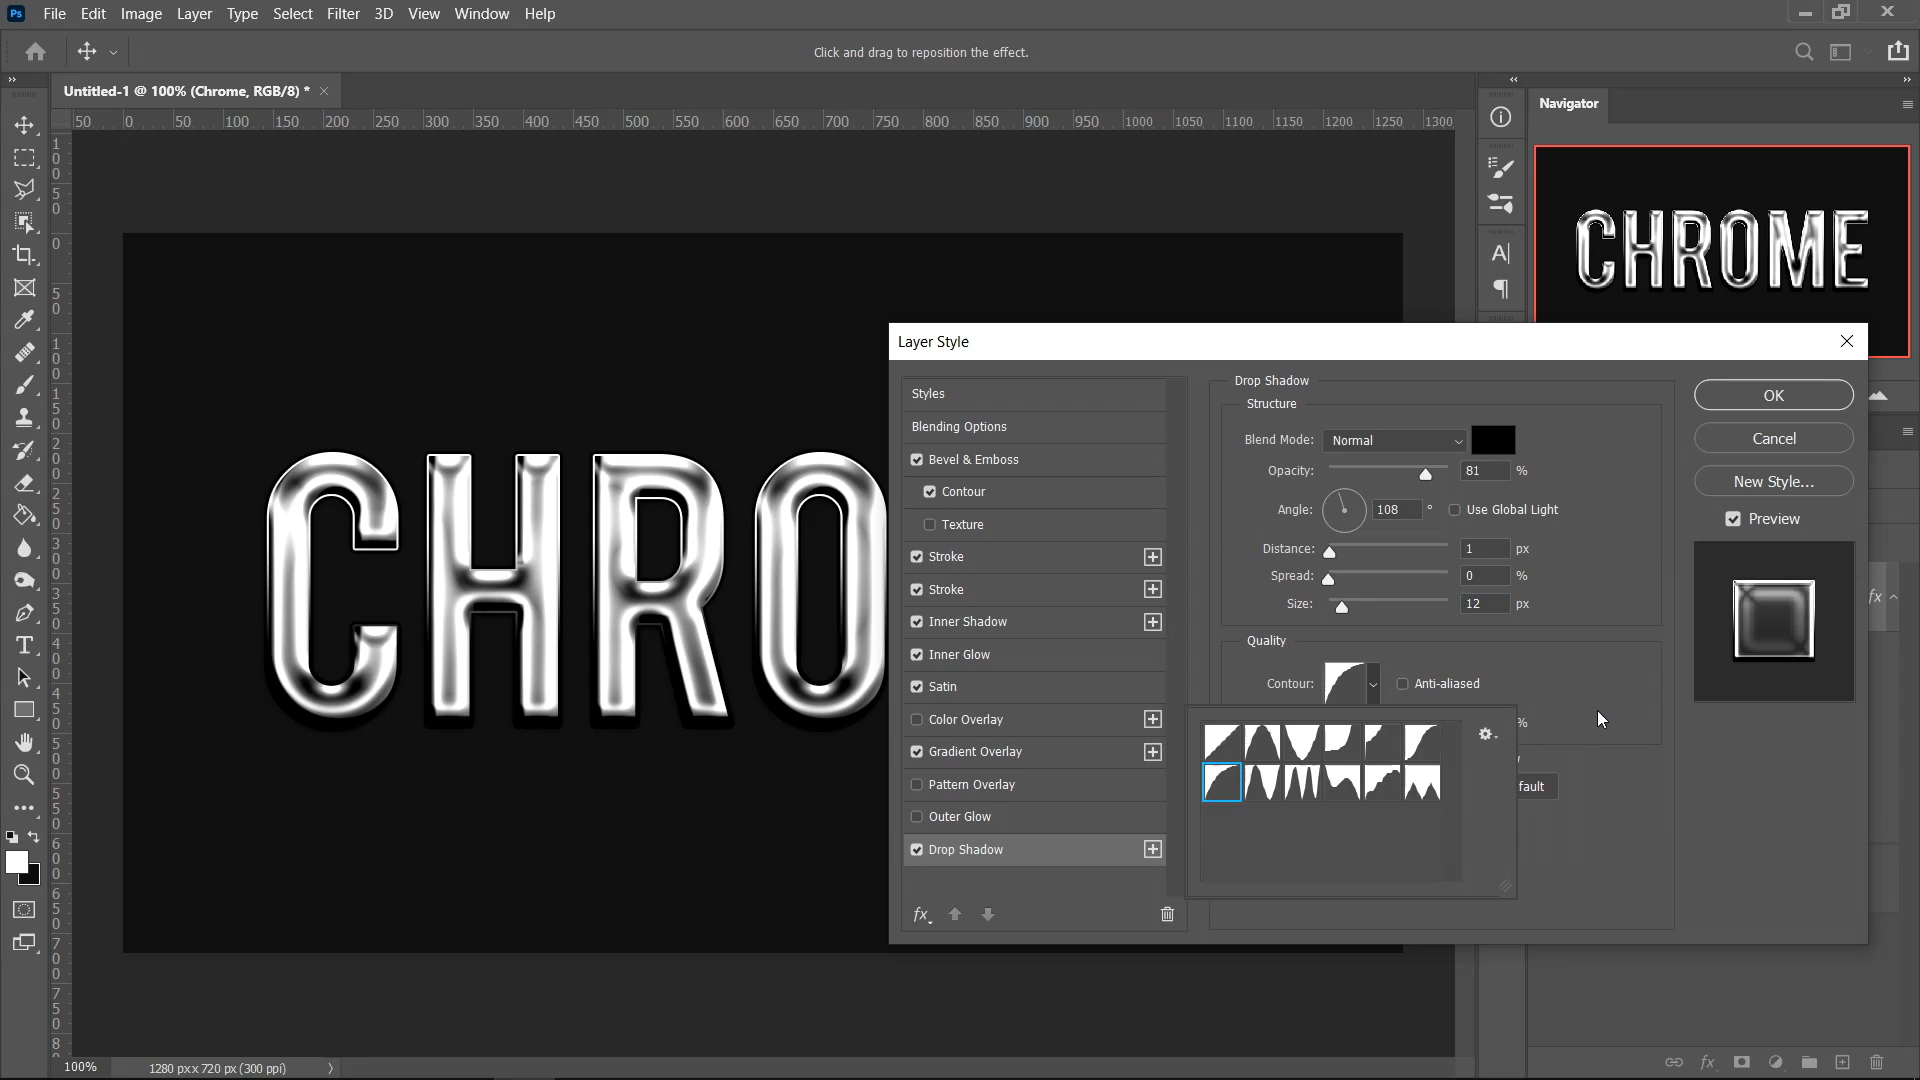 Ps File Edit Image Layer Type Select Filter 3D View Window Help
Click and drag to reposition the effect.
Untitled-1 @ 100% (Chrome, RGB/8) *
Navigator
50 0 50 100 150 200 250 300 350 400 450 500 550 600 650 700 750 800 850 900 950 1000 1050 1100 1150 1200 1250 1300
CHROME
Layer Style
Styles
Blending Options
Bevel & Emboss
Contour
Texture
Stroke
Stroke
Inner Shadow
Inner Glow
Satin
Color Overlay
Gradient Overlay
Pattern Overlay
Outer Glow
Drop Shadow
fx
Drop Shadow
Structure
Blend Mode: Normal
Opacity: 81 %
Angle: 108 ° Use Global Light
Distance: 1 px
Spread: 0 %
Size: 12 px
Quality
Contour: Anti-aliased
%
fault
OK
Cancel
New Style...
Preview
fx
CHRO
100% 1280 px x 720 px (300 ppi)
fx